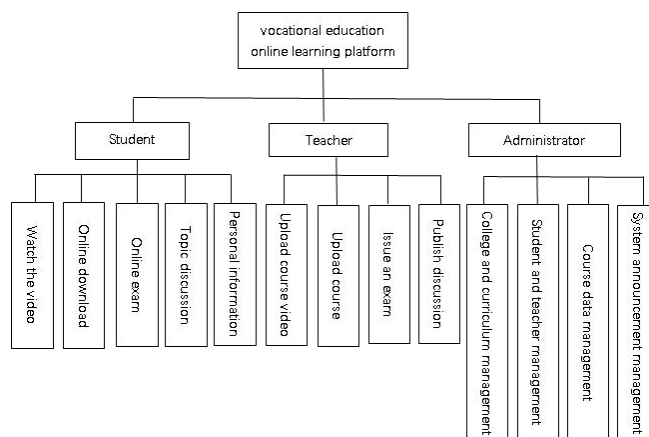 vocational education
online learning platform
Student
Teacher
Administrator
Watch the video
Online download
Online exam
Topic discussion
Personal information
Upload course video
Upload course
Issue an exam
Publish discussion
College and curriculum management
Student and teacher management
Course data management
System announcement management